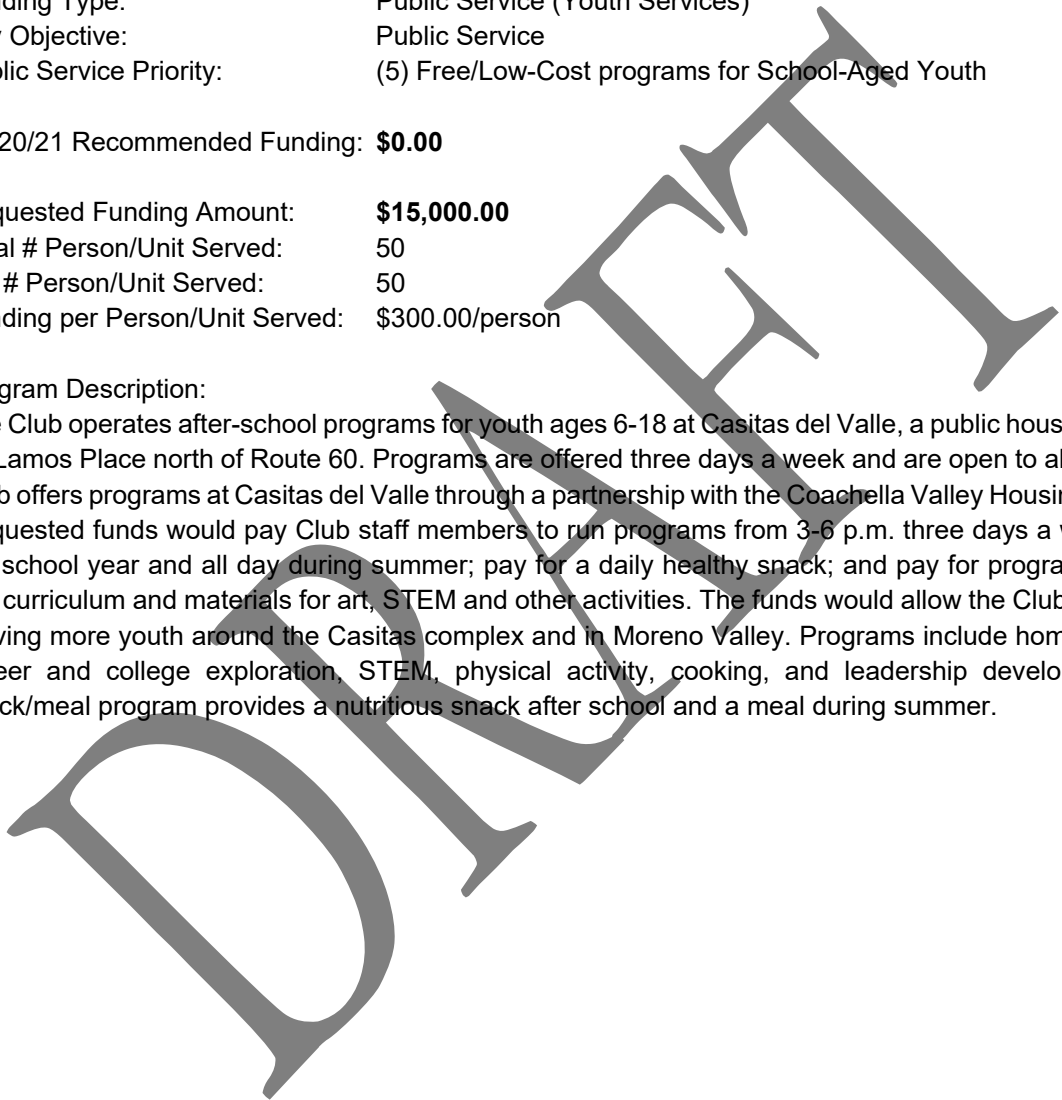 ding Type: Public Service (Youth Services)
y Objective: Public Service
lic Service Priority: (5) Free/Low-Cost programs for School-Aged Youth
20/21 Recommended Funding: $0.00
quested Funding Amount: $15,000.00
al # Person/Unit Served: 50
# Person/Unit Served: 50
ding per Person/Unit Served: $300.00/person
gram Description:
Club operates after-school programs for youth ages 6-18 at Casitas del Valle, a public hous
Lamos Place north of Route 60. Programs are offered three days a week and are open to al
b offers programs at Casitas del Valle through a partnership with the Coachella Valley Housin
quested funds would pay Club staff members to run programs from 3-6 p.m. three days a
school year and all day during summer; pay for a daily healthy snack; and pay for progra
curriculum and materials for art, STEM and other activities. The funds would allow the Club
ving more youth around the Casitas complex and in Moreno Valley. Programs include hom
eer and college exploration, STEM, physical activity, cooking, and leadership develo
ck/meal program provides a nutritious snack after school and a meal during summer.
DRAFT